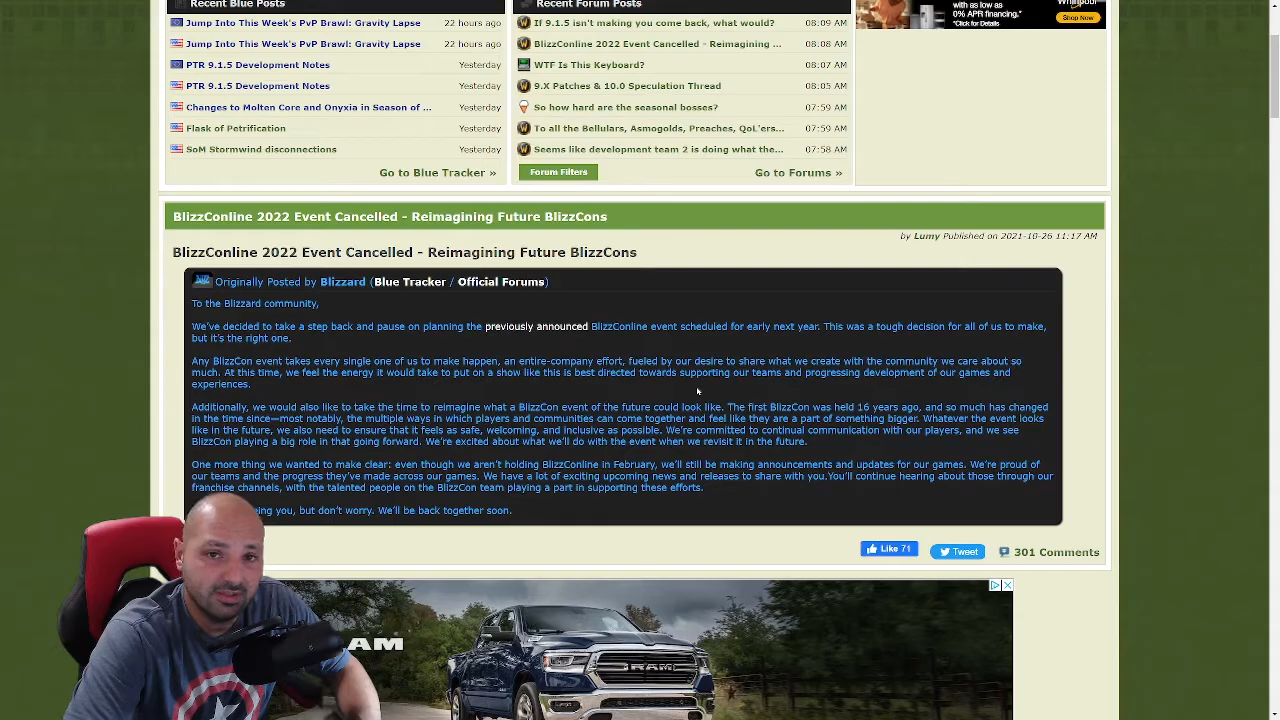 Recent Blue Posts
Jump Into This Week's PvP Brawl: Gravity Lapse 22 hours ago
Jump Into This Week's PvP Brawl: Gravity Lapse 22 hours ago
PTR 9.1.5 Development Notes Yesterday
PTR 9.1.5 Development Notes Yesterday
Changes to Molten Core and Onyxia in Season of ... Yesterday
Flask of Petrification Yesterday
SoM Stormwind disconnections Yesterday
Go to Blue Tracker »
Recent Forum Posts
If 9.1.5 isn't making you come back, what would? 08:09 AM
BlizzConline 2022 Event Cancelled - Reimagining ... 08:08 AM
WTF Is This Keyboard? 08:07 AM
9.X Patches & 10.0 Speculation Thread 08:05 AM
So how hard are the seasonal bosses? 07:59 AM
To all the Bellulars, Asmogolds, Preaches, QoL'ers... 07:59 AM
Seems like development team 2 is doing what the... 07:58 AM
Forum Filters Go to Forums »
with as low as
0% APR financing.*
*Click for Details
Whirlpool
Shop Now
BlizzConline 2022 Event Cancelled - Reimagining Future BlizzCons
by Lumy Published on 2021-10-26 11:17 AM
BlizzConline 2022 Event Cancelled - Reimagining Future BlizzCons
Originally Posted by Blizzard (Blue Tracker / Official Forums)
To the Blizzard community,
We've decided to take a step back and pause on planning the previously announced BlizzConline event scheduled for early next year. This was a tough decision for all of us to make,
but it's the right one.
Any BlizzCon event takes every single one of us to make happen, an entire-company effort, fueled by our desire to share what we create with the community we care about so
much. At this time, we feel the energy it would take to put on a show like this is best directed towards supporting our teams and progressing development of our games and
experiences.
Additionally, we would also like to take the time to reimagine what a BlizzCon event of the future could look like. The first BlizzCon was held 16 years ago, and so much has changed
in the time since—most notably, the multiple ways in which players and communities can come together and feel like they are a part of something bigger. Whatever the event looks
like in the future, we also need to ensure that it feels as safe, welcoming, and inclusive as possible. We're committed to continual communication with our players, and we see
BlizzCon playing a big role in that going forward. We're excited about what we'll do with the event when we revisit it in the future.
One more thing we wanted to make clear: even though we aren't holding BlizzConline in February, we'll still be making announcements and updates for our games. We're proud of
our teams and the progress they've made across our games. We have a lot of exciting upcoming news and releases to share with you.You'll continue hearing about those through our
franchise channels, with the talented people on the BlizzCon team playing a part in supporting these efforts.
ing you, but don't worry. We'll be back together soon.
Like 71 Tweet 301 Comments
AM
RAM